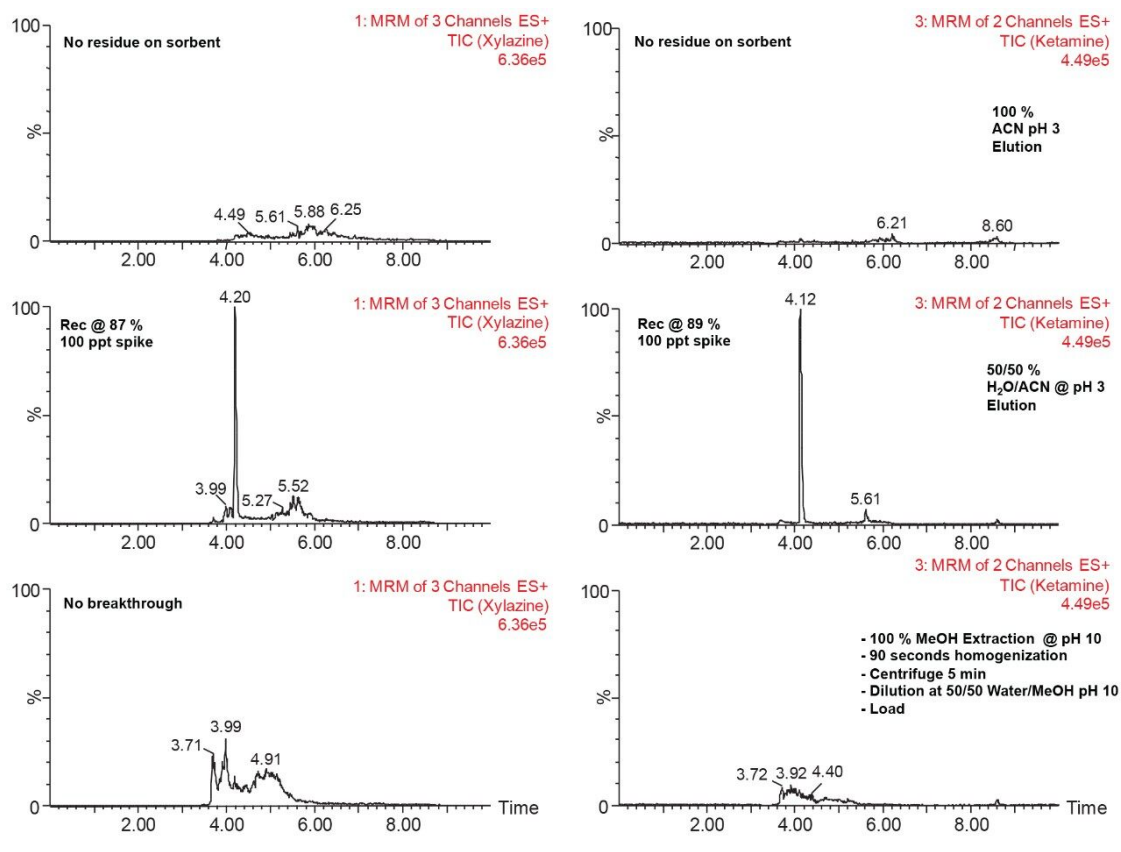 1: MRM of 3 Channels ES+
TIC (Xylazine)
6.36e5
100
No residue on sorbent
%
4.49
5.61
5.88
6.25
0
2.00
4.00
6.00
8.00
3: MRM of 2 Channels ES+
TIC (Ketamine)
4.49e5
100
No residue on sorbent
100 %
ACN pH 3
Elution
%
6.21
8.60
0
2.00
4.00
6.00
8.00
1: MRM of 3 Channels ES+
TIC (Xylazine)
6.36e5
100
4.20
Rec @ 87 %
100 ppt spike
%
3.99
5.27
5.52
0
2.00
4.00
6.00
8.00
3: MRM of 2 Channels ES+
TIC (Ketamine)
4.49e5
100
4.12
Rec @ 89 %
100 ppt spike
50/50 %
H₂O/ACN @ pH 3
Elution
%
5.61
0
2.00
4.00
6.00
8.00
1: MRM of 3 Channels ES+
TIC (Xylazine)
6.36e5
100
No breakthrough
%
3.71
3.99
4.91
0
Time
2.00
4.00
6.00
8.00
3: MRM of 2 Channels ES+
TIC (Ketamine)
4.49e5
100
- 100 % MeOH Extraction @ pH 10
- 90 seconds homogenization
- Centrifuge 5 min
- Dilution at 50/50 Water/MeOH pH 10
- Load
%
3.72
3.92
4.40
0
Time
2.00
4.00
6.00
8.00